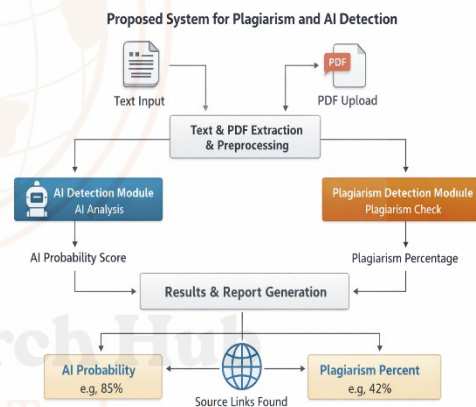 Proposed System for Plagiarism and AI Detection
PDF
Text Input
PDF Upload
Text & PDF Extraction
& Preprocessing
AI Detection Module
AI Analysis
Plagiarism Detection Module
Plagiarism Check
AI Probability Score
Plagiarism Percentage
Results & Report Generation
rch Hub
AI Probability
e.g, 85%
Plagiarism Percent
e.g, 42%
Source Links Found